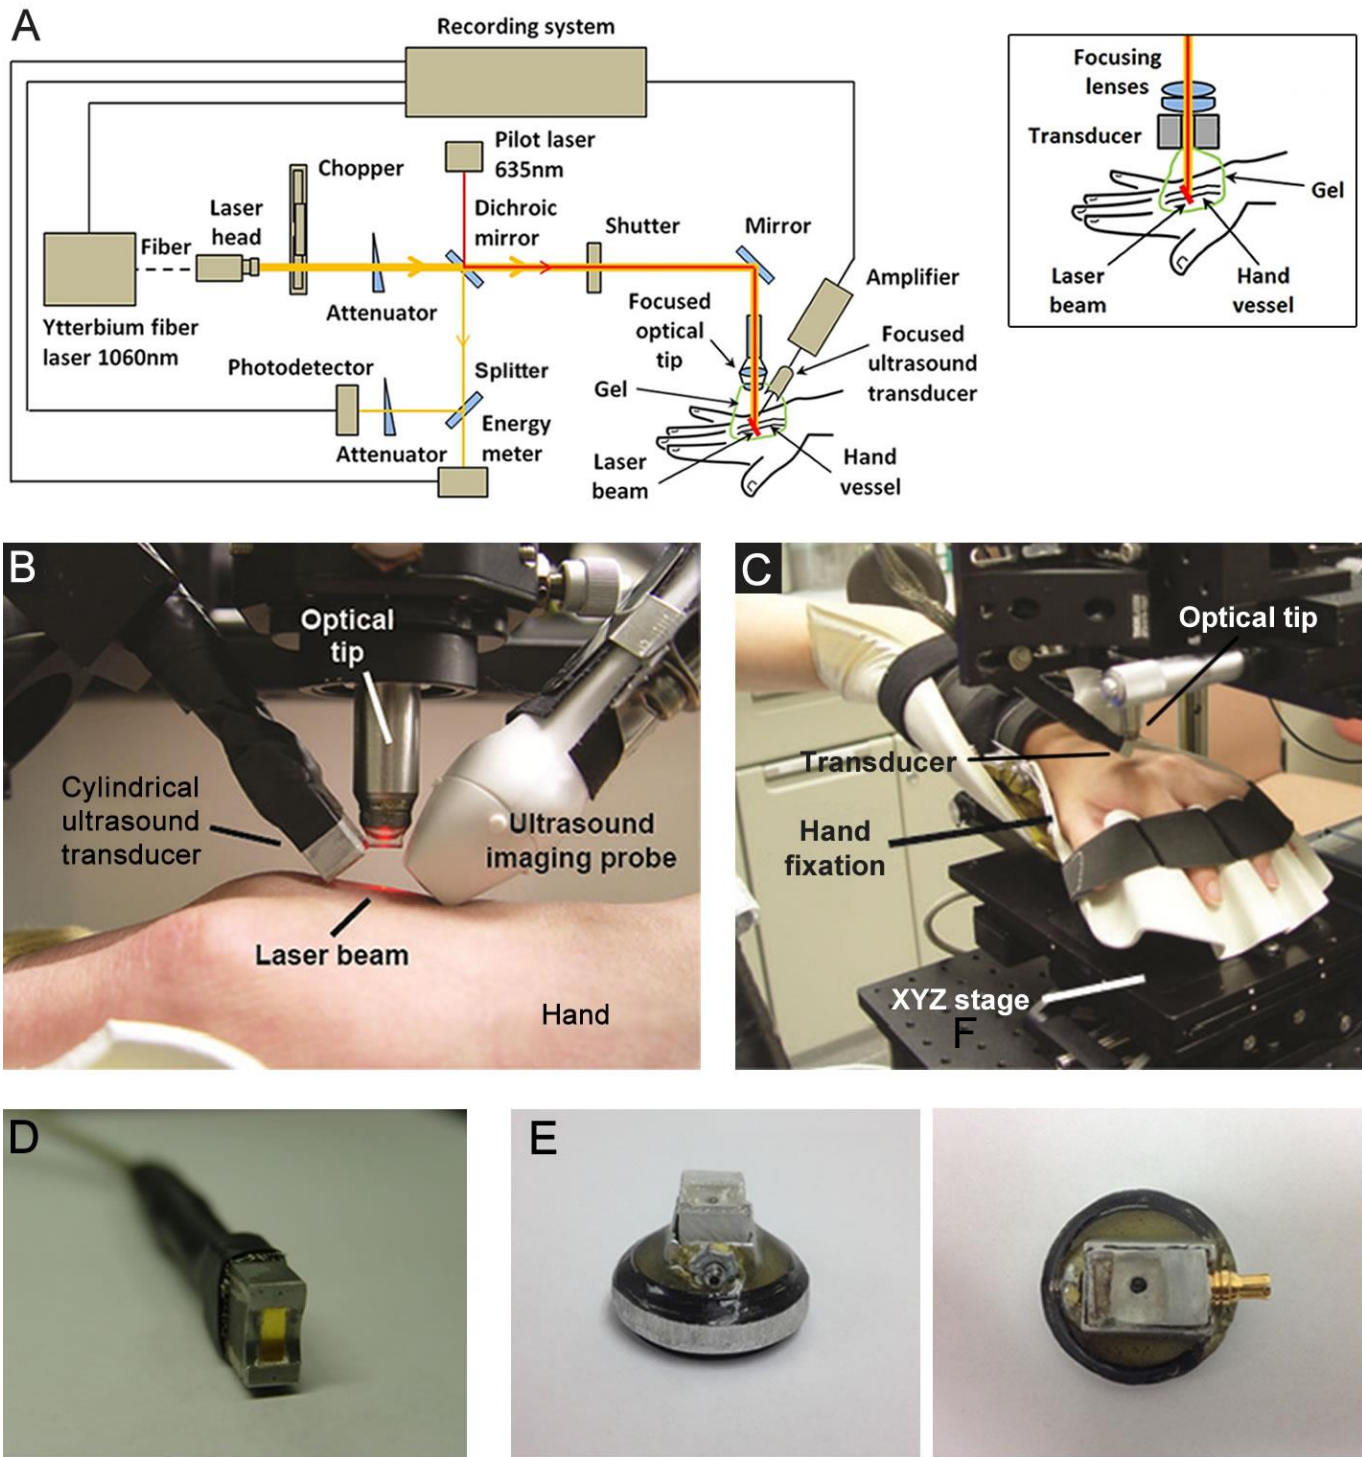 A
Recording system
Pilot laser
635nm
Chopper
Laser
head
Fiber
Dichroic
mirror
Shutter
Mirror
Attenuator
Ytterbium fiber
laser 1060nm
Amplifier
Focused
optical
tip
Focused
ultrasound
transducer
Photodetector
Splitter
Gel
Energy
meter
Attenuator
Laser
beam
Hand
vessel
Focusing
lenses
Transducer
Gel
Laser
beam
Hand
vessel
B
Optical
tip
Cylindrical
ultrasound
transducer
Ultrasound
imaging probe
Laser beam
Hand
C
Optical tip
Transducer
Hand
fixation
XYZ stage
F
D
E